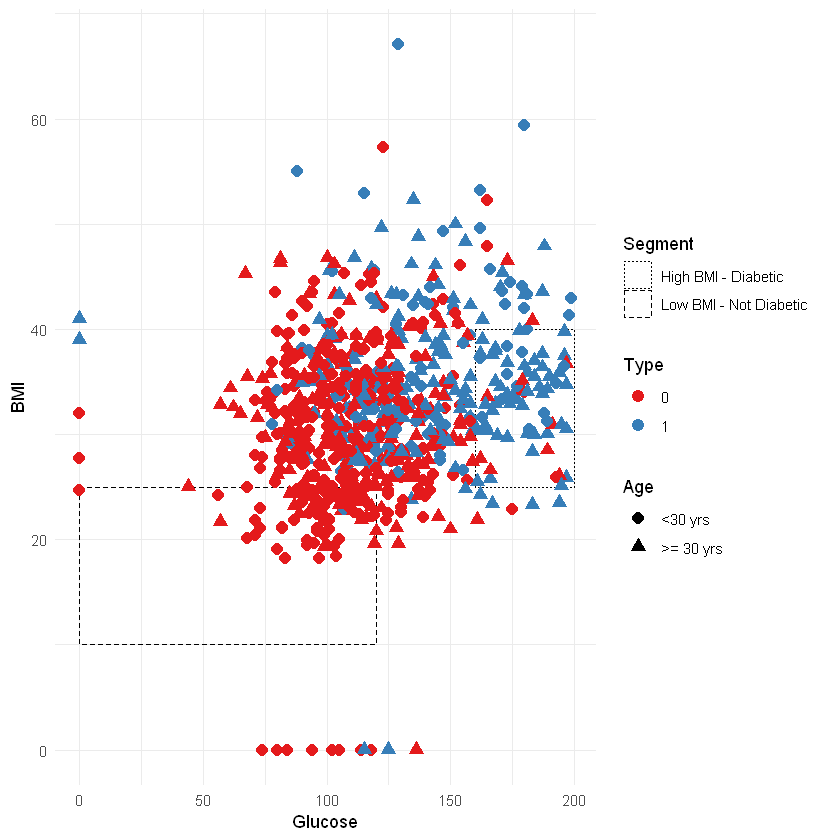 60
40
20
0
BMI
0
50
100
150
200
Glucose
Segment
High BMI - Diabetic
Low BMI - Not Diabetic
Type
0
1
Age
<30 yrs
>= 30 yrs